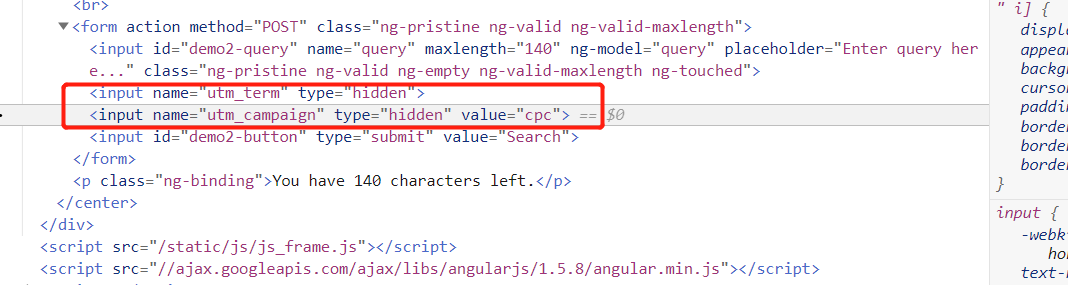 <br>
▼<form action method="POST" class="ng-pristine ng-valid ng-valid-maxlength">
<input id="demo2-query" name="query" maxlength="140" ng-model="query" placeholder="Enter query her
e..." class="ng-pristine ng-valid ng-empty ng-valid-maxlength ng-touched">
<input name="utm_term" type="hidden">
<input name="utm_campaign" type="hidden" value="cpc"> == $0
<input id="demo2-button" type="submit" value="Search">
</form>
<p class="ng-binding">You have 140 characters left.</p>
</center>
</div>
<script src="/static/js/js_frame.js"></script>
<script src="//ajax.googleapis.com/ajax/libs/angularjs/1.5.8/angular.min.js"></script>
" i] {
displ
appea
backg
curso
paddi
borde
borde
borde
}
input {
-webk
ho
text-